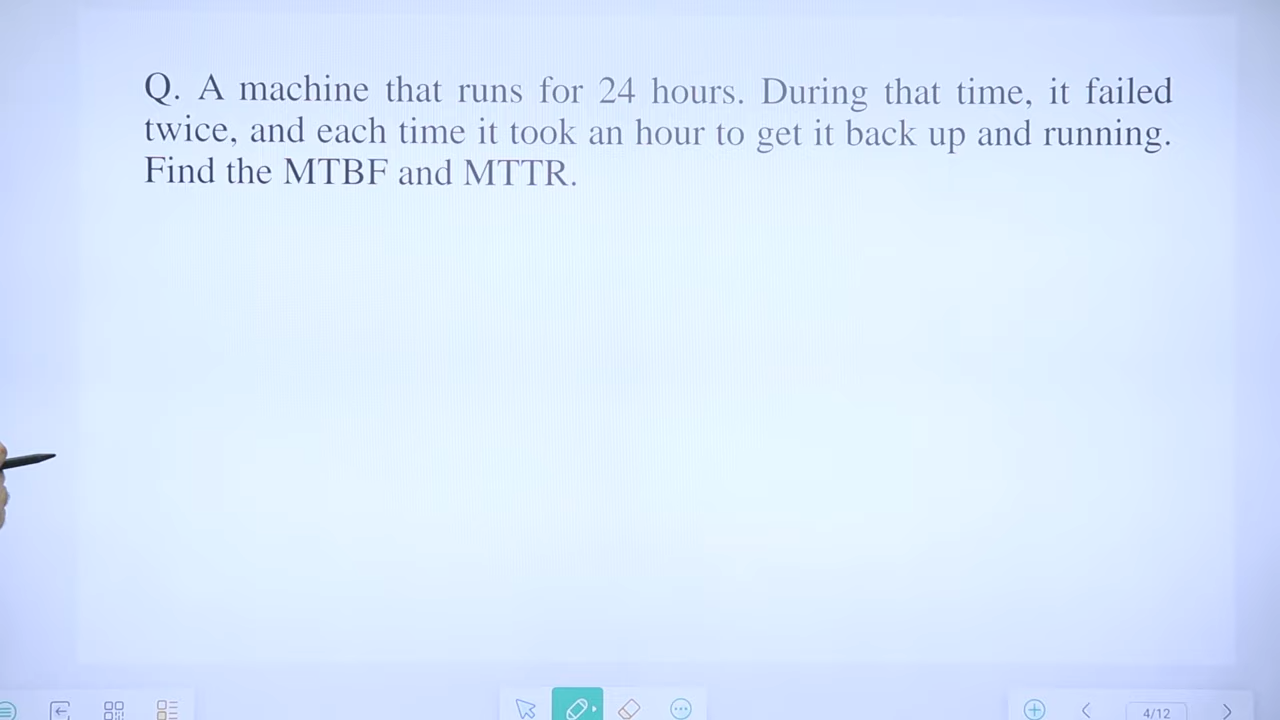 Q. A machine that runs for 24 hours. During that time, it failed
twice, and each time it took an hour to get it back up and running.
Find the MTBF and MTTR.
4/12